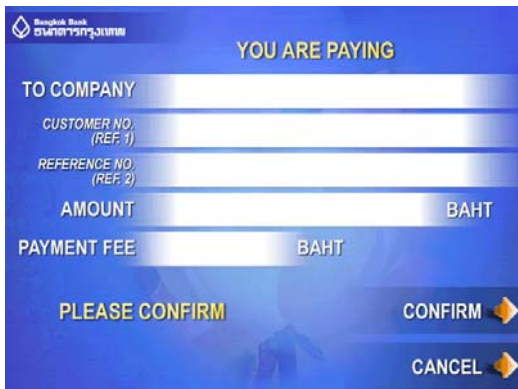 Bangkok Bank
ธนาคารกรุงเทพ
YOU ARE PAYING
TO COMPANY
CUSTOMER NO.
(REF. 1)
REFERENCE NO.
(REF. 2)
AMOUNT BAHT
PAYMENT FEE BAHT
PLEASE CONFIRM CONFIRM
CANCEL